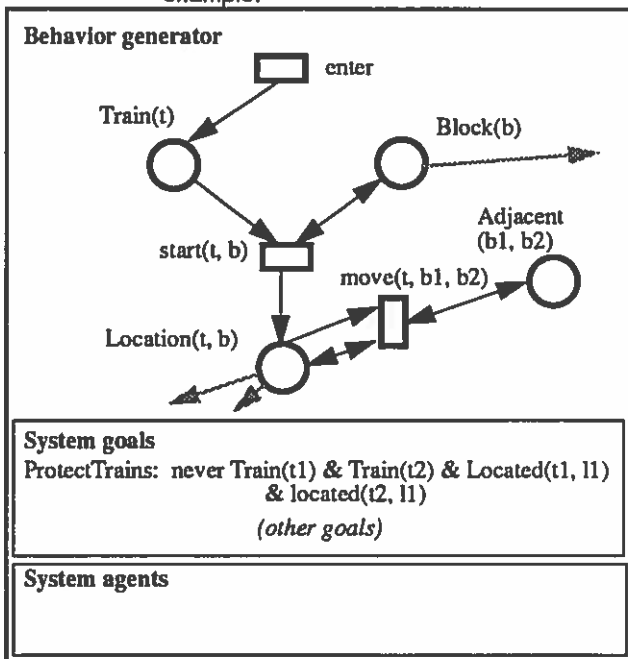 example:
Behavior generator
enter
Train(t)
Block(b)
Adjacent
(b1, b2)
start(t, b)
move(t, b1, b2)
Location(t, b)
System goals
ProtectTrains: never Train(t1) & Train(t2) & Located(t1, l1)
& located(t2, l1)
(other goals)
System agents